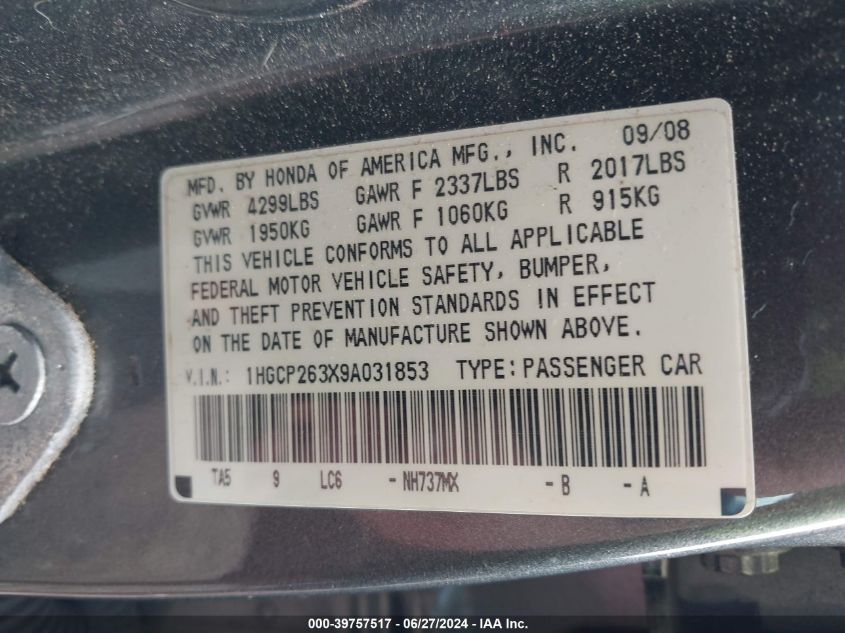 MFD. BY HONDA OF AMERICA MFG., INC. 09/08
GVWR 4299LBS GAWR F 2337LBS R 2017LBS
GVWR 1950KG GAWR F 1060KG R 915KG
THIS VEHICLE CONFORMS TO ALL APPLICABLE
FEDERAL MOTOR VEHICLE SAFETY, BUMPER,
AND THEFT PREVENTION STANDARDS IN EFFECT
ON THE DATE OF MANUFACTURE SHOWN ABOVE.
V.I.N.: 1HGCP263X9A031853 TYPE:PASSENGER CAR
TA5 9 LC6 -NH737MX -B -A
000-39757517 | 06/27/2024 | IAA Inc.